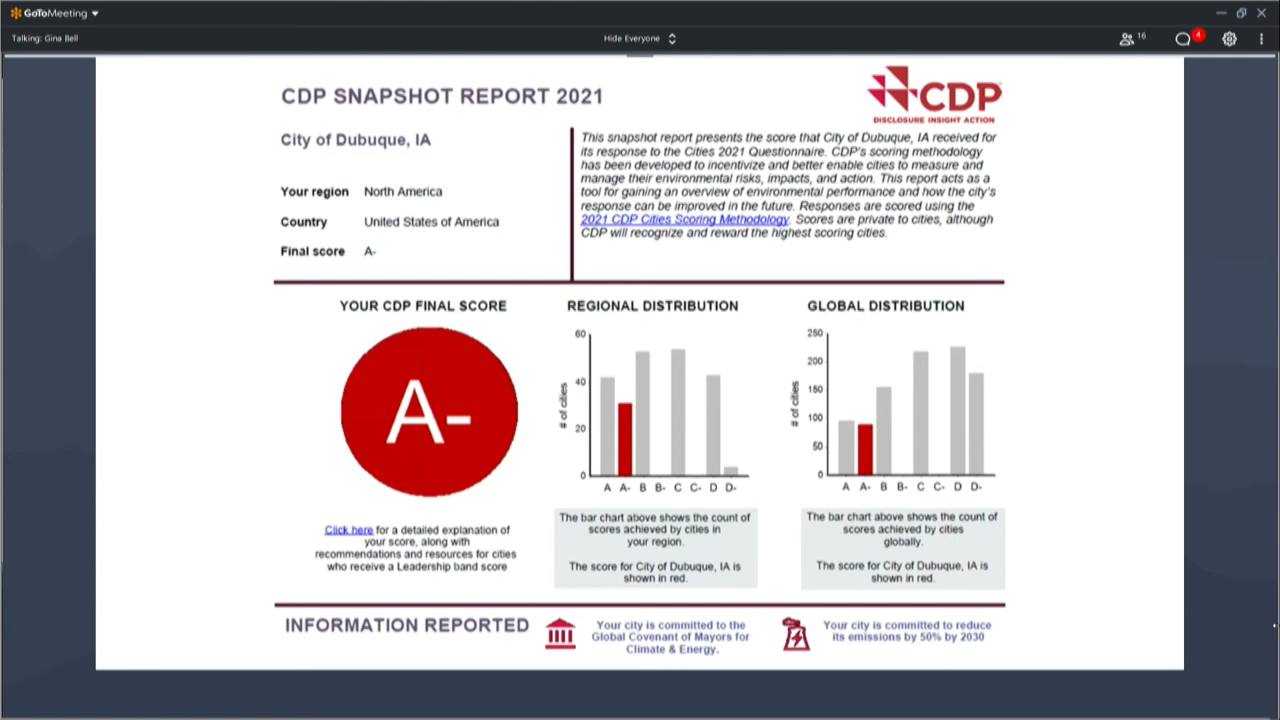 GoToMeeting
Talking: Gina Bell
Hide Everyone
16
4
CDP SNAPSHOT REPORT 2021
CDP
DISCLOSURE INSIGHT ACTION
City of Dubuque, IA
Your region North America
Country United States of America
Final score A-
This snapshot report presents the score that City of Dubuque, IA received for
its response to the Cities 2021 Questionnaire. CDP's scoring methodology
has been developed to incentivize and better enable cities to measure and
manage their environmental risks, impacts, and action. This report acts as a
tool for gaining an overview of environmental performance and how the city's
response can be improved in the future. Responses are scored using the
2021 CDP Cities Scoring Methodology. Scores are private to cities, although
CDP will recognize and reward the highest scoring cities.
YOUR CDP FINAL SCORE
A-
Click here for a detailed explanation of
your score, along with
recommendations and resources for cities
who receive a Leadership band score
REGIONAL DISTRIBUTION
# of cities
60
40
20
0
A A- B B- C C- D D-
The bar chart above shows the count of
scores achieved by cities in
your region.
The score for City of Dubuque, IA is
shown in red.
GLOBAL DISTRIBUTION
# of cities
250
200
150
100
50
0
A A- B B- C C- D D-
The bar chart above shows the count of
scores achieved by cities
globally.
The score for City of Dubuque, IA is
shown in red.
INFORMATION REPORTED
Your city is committed to the
Global Covenant of Mayors for
Climate & Energy.
Your city is committed to reduce
its emissions by 50% by 2030